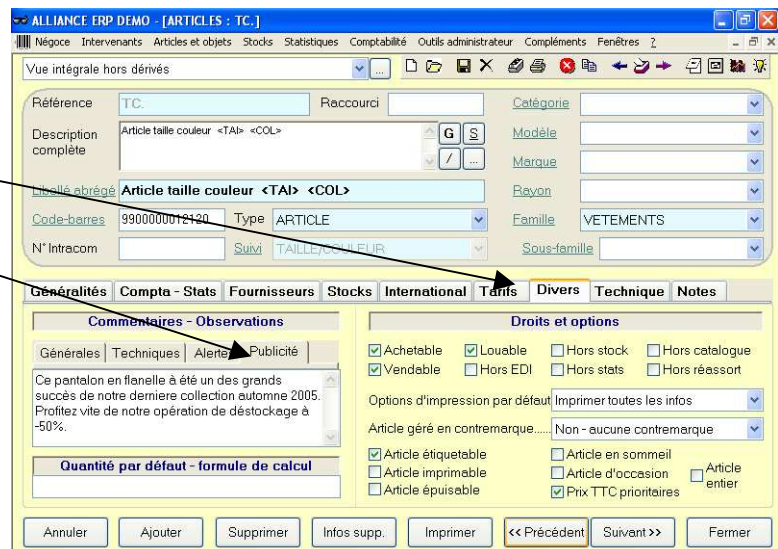 ALLIANCE ERP DEMO - [ARTICLES : TC.]
Négoce Intervenants Articles et objets Stocks Statistiques Comptabilité Outils administrateur Compléments Fenêtres ?
Vue intégrale hors dérivés ...
Référence TC. Raccourci Catégorie
Description complète Article taille couleur <TAI> <COL> G S / ... Modèle
Marque
Libellé abrégé Article taille couleur <TAI> <COL> Rayon
Code-barres 9900000012120 Type ARTICLE Famille VETEMENTS
N° Intracom Suivi TAILLE/COULEUR Sous-famille
Généralités Compta - Stats Fournisseurs Stocks International Tarifs Divers Technique Notes
Commentaires - Observations Droits et options
Générales Techniques Alerte Publicité
Ce pantalon en flanelle à été un des grands
succès de notre derniere collection automne 2005.
Profitez vite de notre opération de déstockage à
-50%.
Achetable Louable Hors stock Hors catalogue
Vendable Hors EDI Hors stats Hors réassort
Options d'impression par défaut Imprimer toutes les infos
Article géré en contremarque...... Non - aucune contremarque
Quantité par défaut - formule de calcul
Article étiquetable Article en sommeil
Article imprimable Article d'occasion Article entier
Article épuisable Prix TTC prioritaires
Annuler Ajouter Supprimer Infos supp. Imprimer << Précédent Suivant >> Fermer